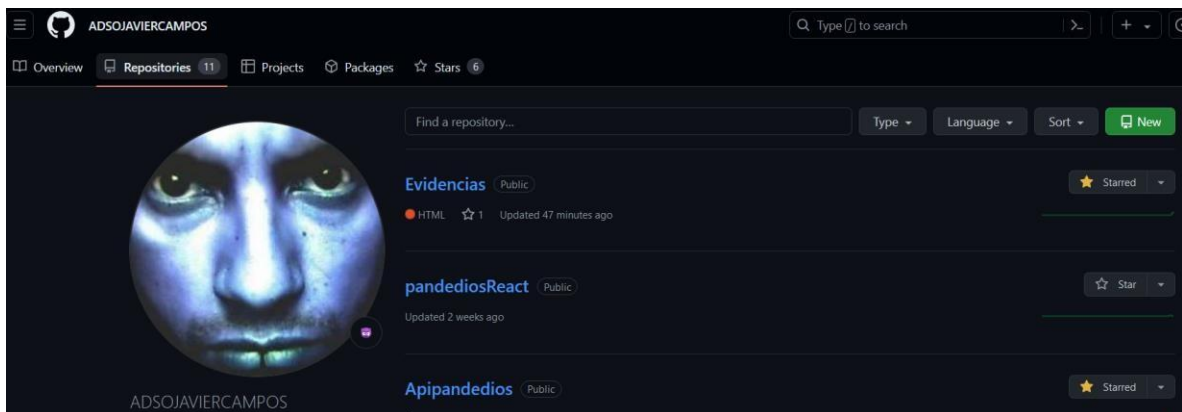 ADSOJAVIERCAMPOS
Type / to search
Overview Repositories 11 Projects Packages Stars 6
Find a repository...
Type Language Sort New
Evidencias Public
Starred
HTML 1 Updated 47 minutes ago
pandediosReact Public
Star
Updated 2 weeks ago
Apipandedios Public
Starred
ADSOJAVIERCAMPOS